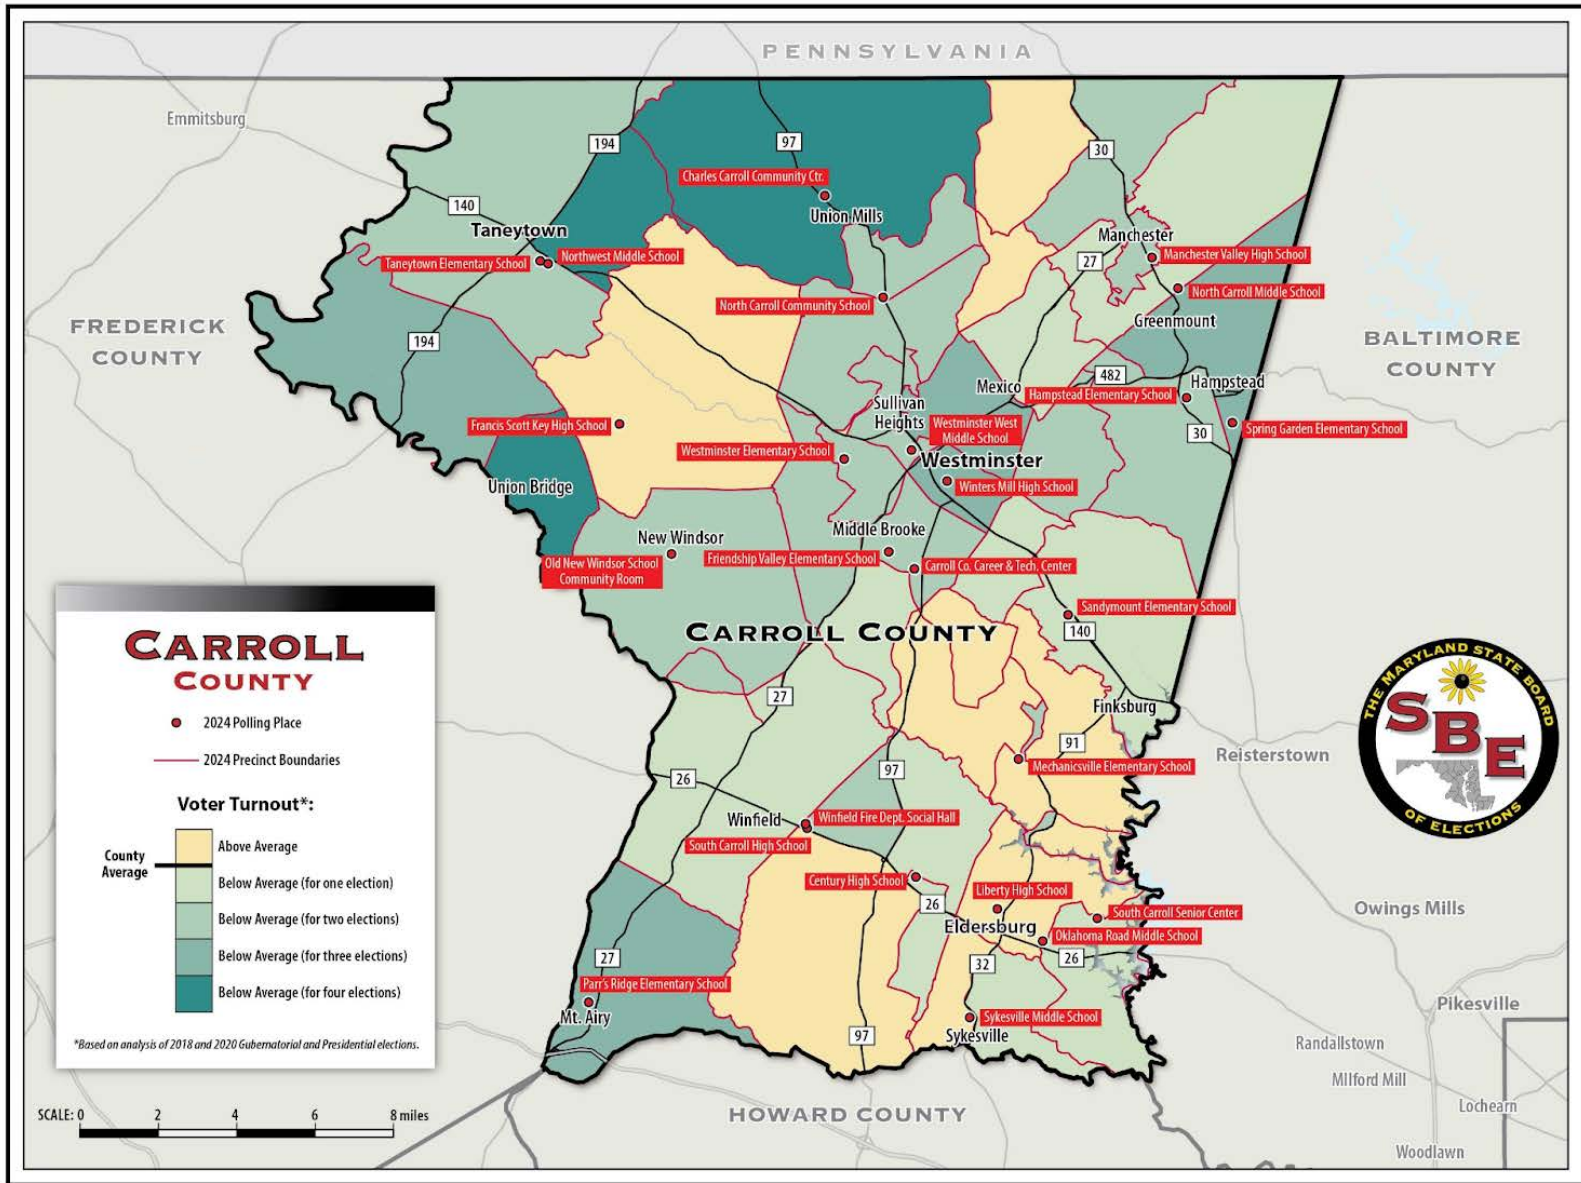 PENNSYLVANIA
Emmitsburg
194
97
30
Charles Carroll Community Ctr.
140
Union Mills
Taneytown
Manchester
Northwest Middle School
Taneytown Elementary School
27
Manchester Valley High School
North Carroll Middle School
North Carroll Community School
Greenmount
FREDERICK
COUNTY
194
BALTIMORE
COUNTY
482
Mexico
Hampstead
Hampstead Elementary School
Sullivan
Heights
Francis Scott Key High School
Westminster West
Middle School
30
Spring Garden Elementary School
Westminster Elementary School
Westminster
Union Bridge
Winters Mill High School
New Windsor
Middle Brooke
Old New Windsor School
Community Room
Friendship Valley Elementary School
Carroll Co. Career & Tech. Center
Sandymount Elementary School
CARROLL COUNTY
140
27
Finksburg
91
Reisterstown
97
Mechanicsville Elementary School
26
Winfield
Winfield Fire Dept. Social Hall
South Carroll High School
Century High School
Liberty High School
26
South Carroll Senior Center
Owings Mills
Eldersburg
Oklahoma Road Middle School
27
32
26
Parr's Ridge Elementary School
Mt. Airy
Sykesville Middle School
Pikesville
97
Sykesville
Randallstown
Milford Mill
HOWARD COUNTY
Lochearn
Woodlawn
CARROLL
COUNTY
2024 Polling Place
2024 Precinct Boundaries
Voter Turnout*:
County
Average
Above Average
Below Average (for one election)
Below Average (for two elections)
Below Average (for three elections)
Below Average (for four elections)
*Based on analysis of 2018 and 2020 Gubernatorial and Presidential elections.
SCALE: 0 2 4 6 8 miles
THE MARYLAND STATE BOARD
SBE
OF ELECTIONS